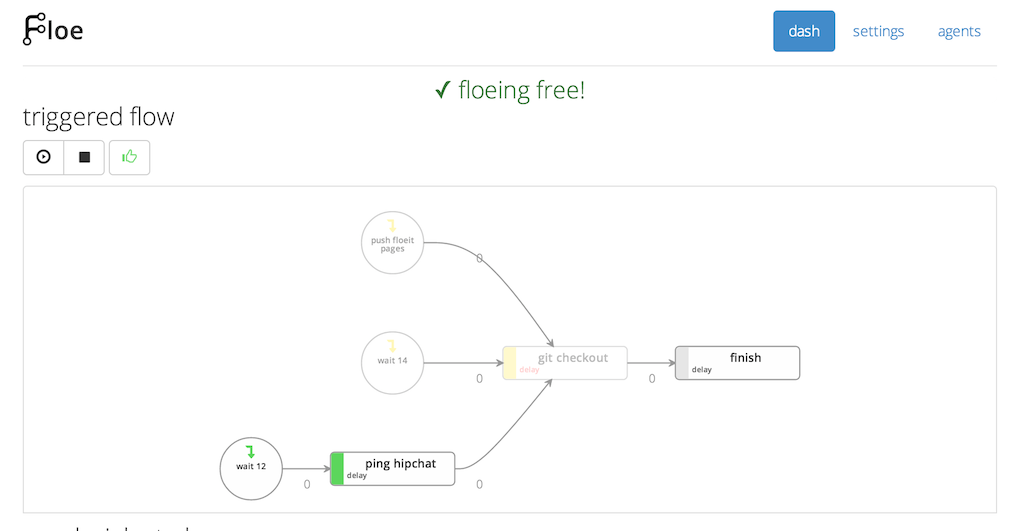 Floe
dash
settings
agents
✓ floeing free!
triggered flow
push floeit
pages
0
wait 14
0
git checkout
delay
0
finish
delay
wait 12
0
ping hipchat
delay
0